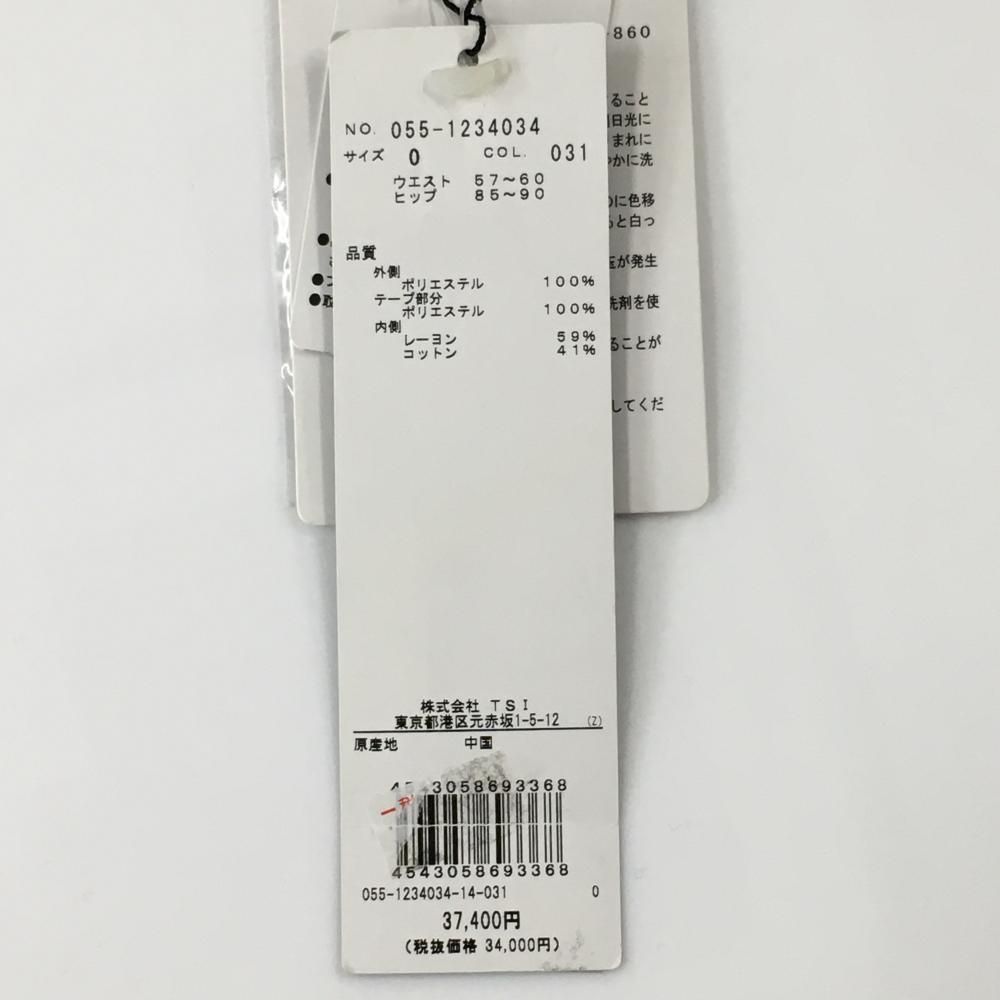 NO. 055-1234034
サイズ 0 COL. 031
ウエスト 57～60
ヒップ 85～90
品質
外側
ポリエステル 100%
テープ部分
ポリエステル 100%
内側
レーヨン 59%
コットン 41%
株式会社 TSI
東京都港区元赤坂1-5-12 (Z)
原産地 中国
4543058693368
4543058693368
055-1234034-14-031 0
37,400円
(税抜価格 34,000円)
-860
ること
日光に
まれに
やかに洗
に色移
と白っ
が発生
洗剤を使
ることが
してくだ